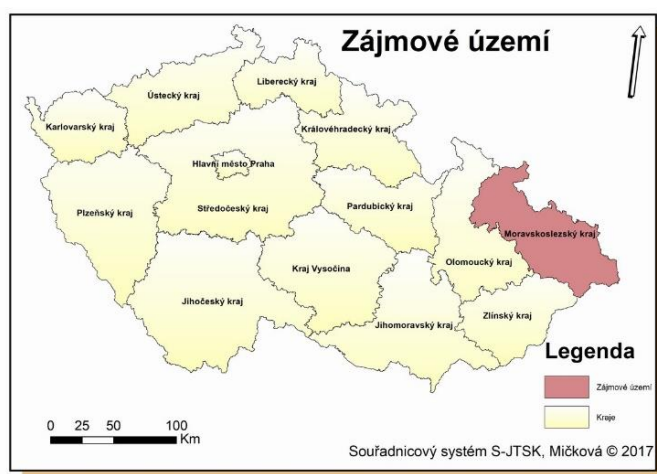 Zájmové území
Liberecký kraj
Ústecký kraj
Karlovarský kraj
Královéhradecký kraj
Hlavní město Praha
Plzeňský kraj
Středočeský kraj
Pardubický kraj
Moravskoslezský kraj
Olomoucký kraj
Kraj Vysočina
Jihočeský kraj
Jihomoravský kraj
Zlínský kraj
Legenda
Zájmové území
Kraje
0 25 50 100
Km
Souřadnicový systém S-JTSK, Mičková © 2017